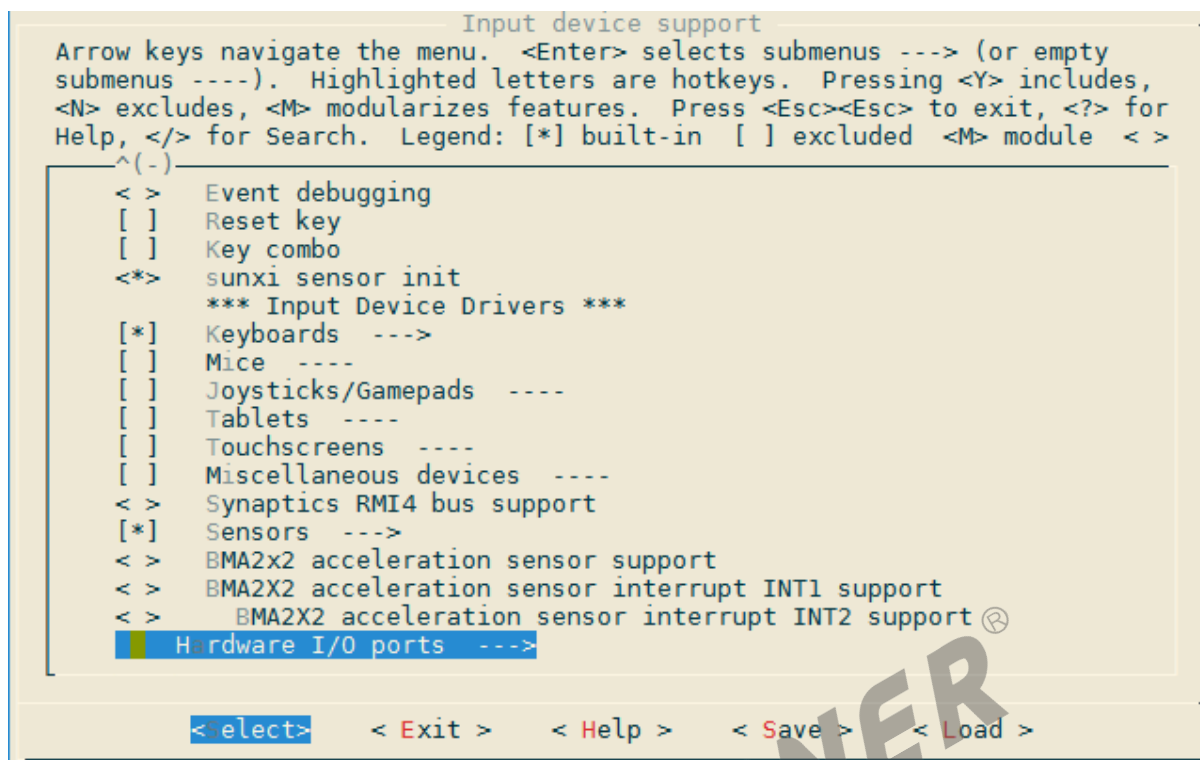 Input device support
Arrow keys navigate the menu.  <Enter> selects submenus ---> (or empty
submenus ----).  Highlighted letters are hotkeys.  Pressing <Y> includes,
<N> excludes, <M> modularizes features.  Press <Esc><Esc> to exit, <?> for
Help, </> for Search.  Legend: [*] built-in  [ ] excluded  <M> module  < >
^(-)
< >   Event debugging
[ ]   Reset key
[ ]   Key combo
<*>   sunxi sensor init
*** Input Device Drivers ***
[*]   Keyboards  --->
[ ]   Mice  ----
[ ]   Joysticks/Gamepads  ----
[ ]   Tablets  ----
[ ]   Touchscreens  ----
[ ]   Miscellaneous devices  ----
< >   Synaptics RMI4 bus support
[*]   Sensors  --->
< >   BMA2x2 acceleration sensor support
< >   BMA2X2 acceleration sensor interrupt INT1 support
< >     BMA2X2 acceleration sensor interrupt INT2 support ®
Hardware I/O ports  --->
<Select>    < Exit >    < Help >    < Save >    < Load >
NER